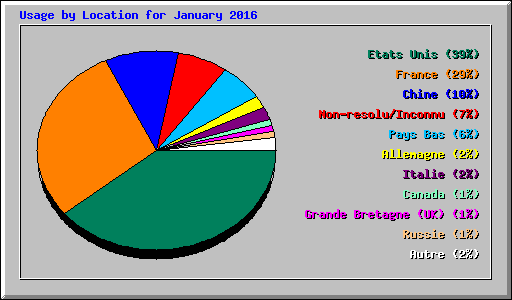 Usage by Location for January 2016
Etats Unis (39%)
France (29%)
Chine (10%)
Non-resolu/Inconnu (7%)
Pays Bas (6%)
Allemagne (2%)
Italie (2%)
Canada (1%)
Grande Bretagne (UK) (1%)
Russie (1%)
Autre (2%)